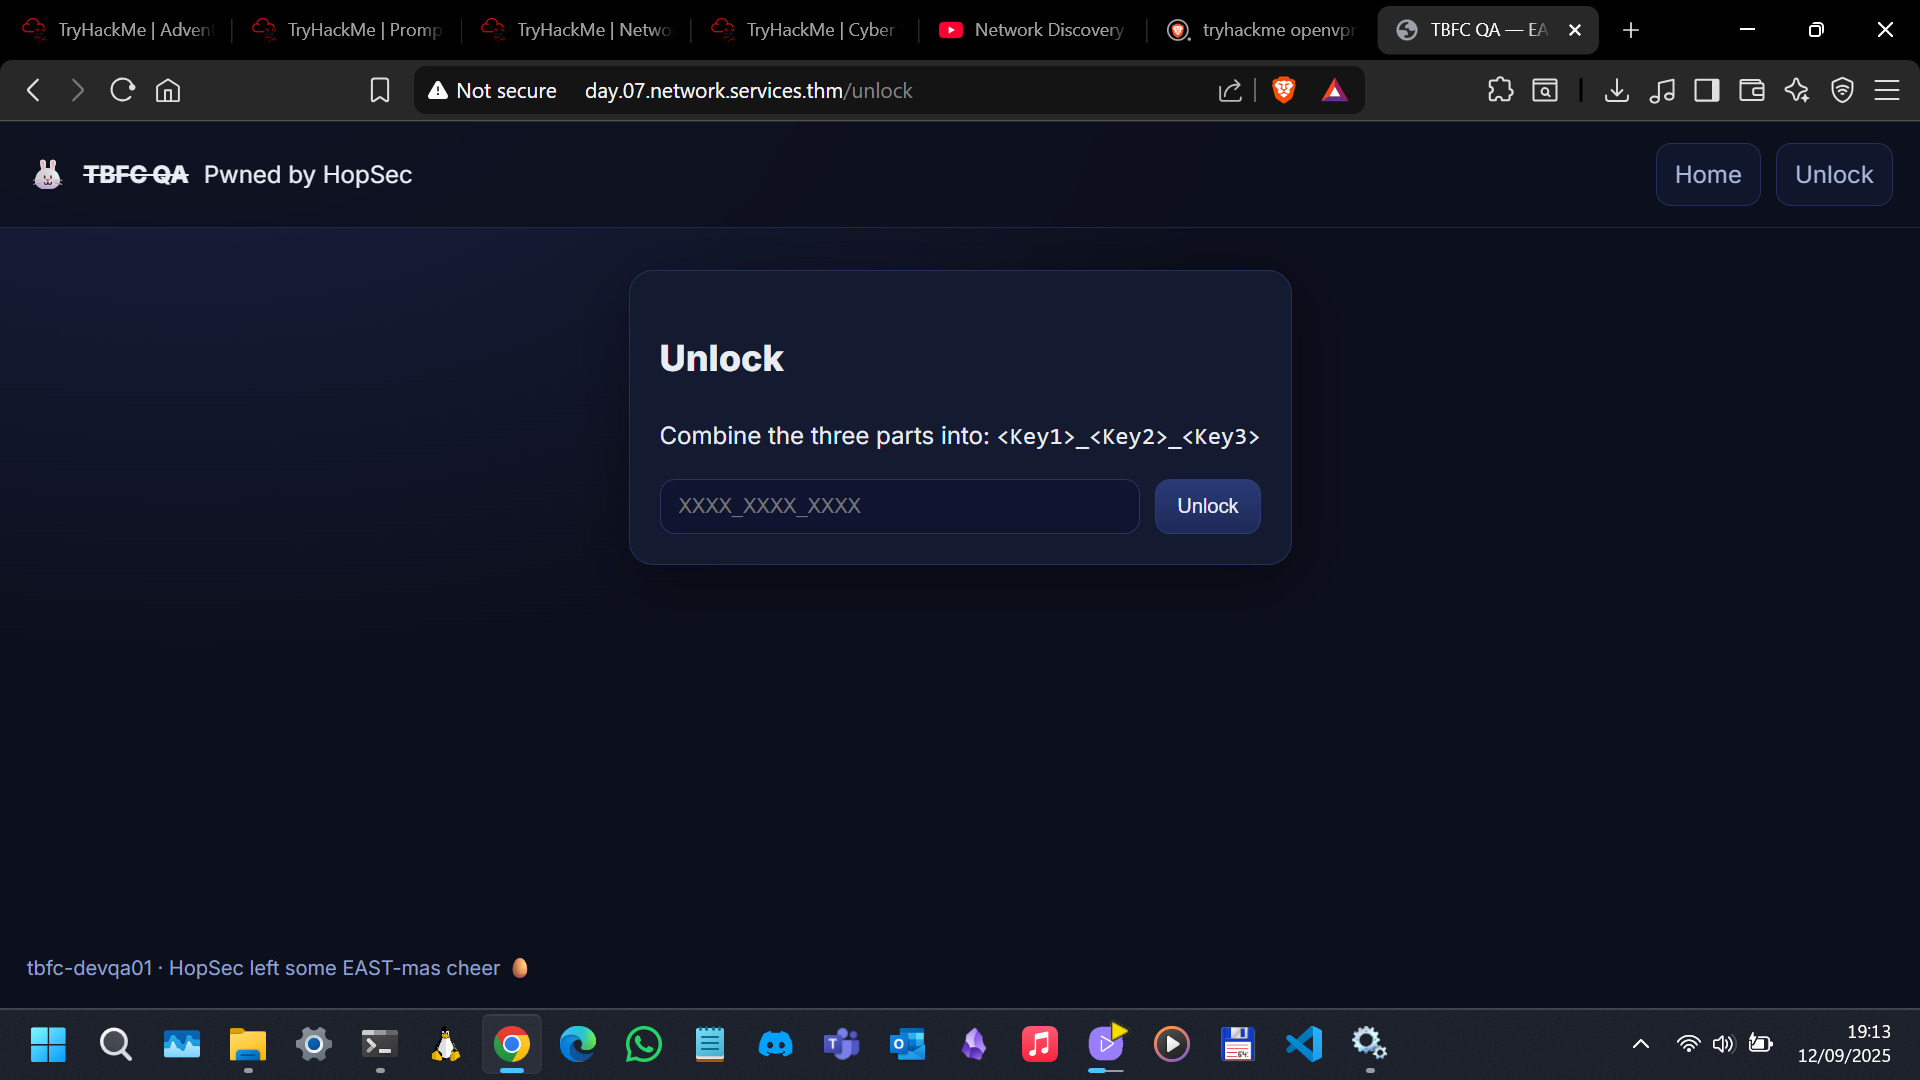 TryHackMe | Advent
TryHackMe | Promp
TryHackMe | Netwo
TryHackMe | Cyber
Network Discovery
tryhackme openvpn
TBFC QA — EA
Not secure
day.07.network.services.thm/unlock
TBFC QA Pwned by HopSec
Home
Unlock
Unlock
Combine the three parts into: <Key1>_<Key2>_<Key3>
XXXX_XXXX_XXXX
Unlock
tbfc-devqa01 · HopSec left some EAST-mas cheer 🥚
64
19:13
12/09/2025